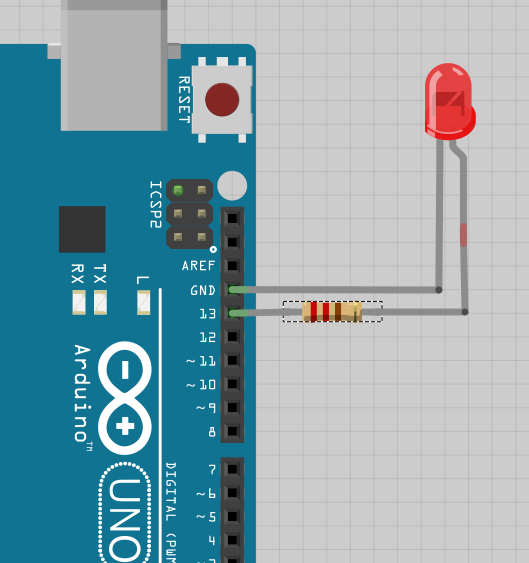 RESET
ICSP2
AREF
GND
RX
TX
L
13
12
~11
~10
~9
8
Arduino™
7
~6
~5
4
UNO
DIGITAL (PWM